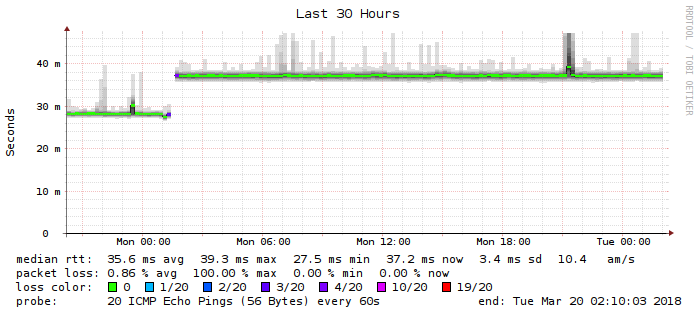 Last 30 Hours
RRDTOOL / TOBI OETIKER
Seconds
40 m
30 m
20 m
10 m
0
Mon 00:00 Mon 06:00 Mon 12:00 Mon 18:00 Tue 00:00
median rtt: 35.6 ms avg 39.3 ms max 27.5 ms min 37.2 ms now 3.4 ms sd 10.4 am/s
packet loss: 0.86 % avg 100.00 % max 0.00 % min 0.00 % now
loss color: 0 1/20 2/20 3/20 4/20 10/20 19/20
probe: 20 ICMP Echo Pings (56 Bytes) every 60s end: Tue Mar 20 02:10:03 2018